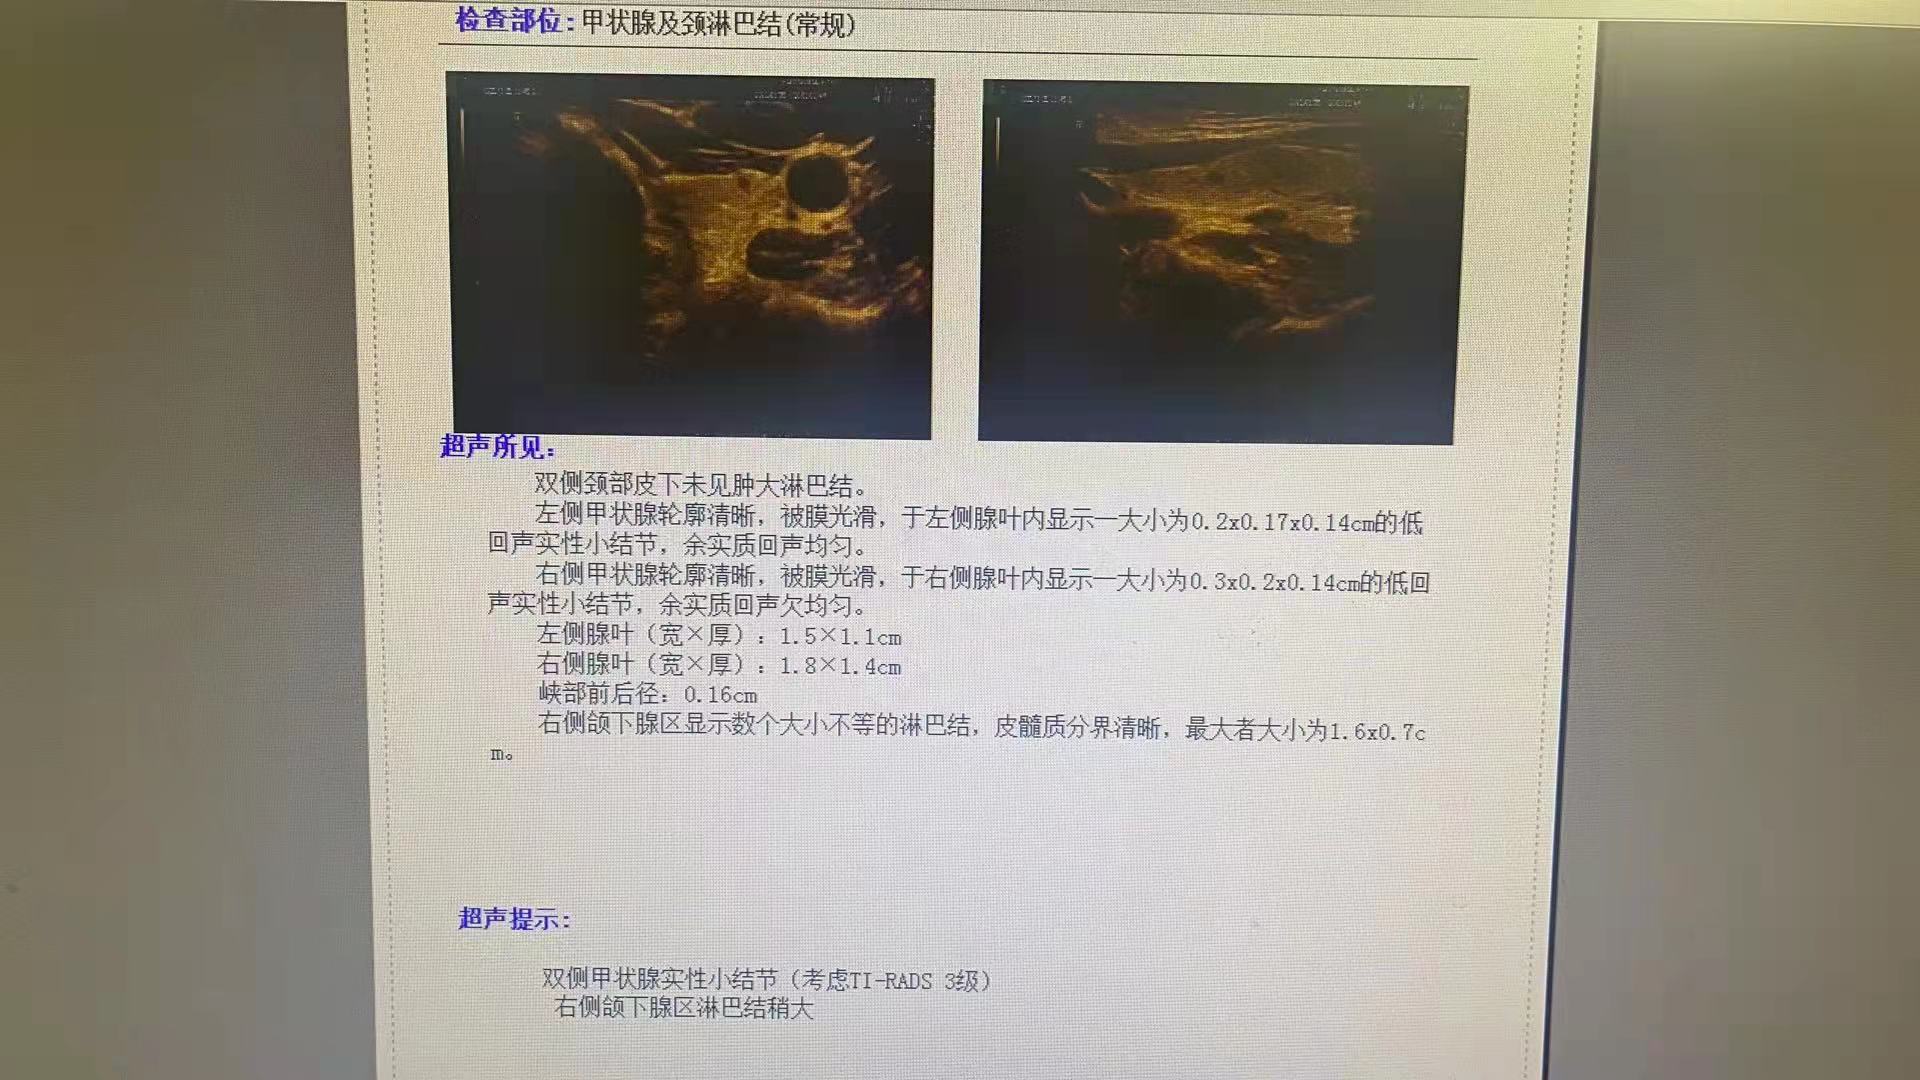 检查部位:甲状腺及颈淋巴结(常规)
超声所见:
双侧颈部皮下未见肿大淋巴结。
左侧甲状腺轮廓清晰，被膜光滑，于左侧腺叶内显示一大小为0.2x0.17x0.14cm的低
回声实性小结节，余实质回声均匀。
右侧甲状腺轮廓清晰，被膜光滑，于右侧腺叶内显示一大小为0.3x0.2x0.14cm的低回
声实性小结节，余实质回声欠均匀。
左侧腺叶（宽×厚）: 1.5×1.1cm
右侧腺叶（宽×厚）: 1.8×1.4cm
峡部前后径: 0.16cm
右侧颌下腺区显示数个大小不等的淋巴结，皮髓质分界清晰，最大者大小为1.6x0.7c
m。
超声提示:
双侧甲状腺实性小结节（考虑TI-RADS 3级）
右侧颌下腺区淋巴结稍大